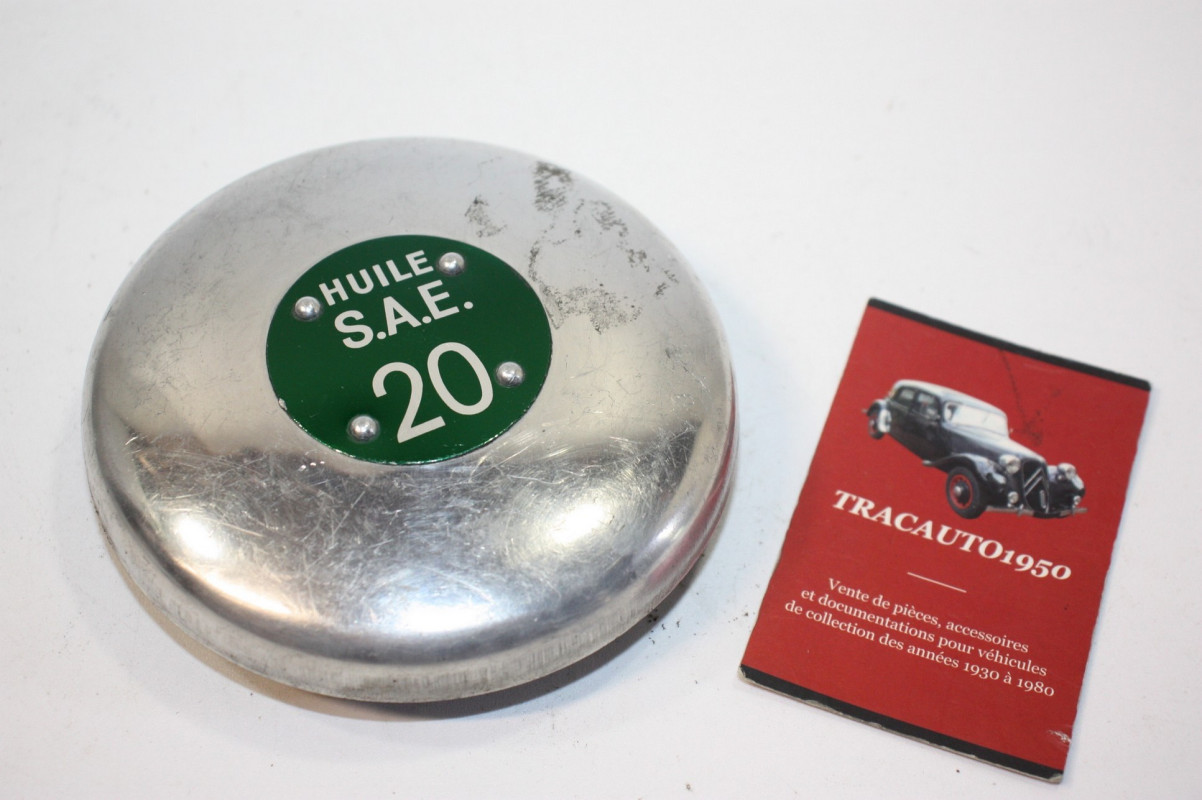 HUILE
S.A.E.
20
TRACAUTO1950
Vente de pièces, accessoires
et documentations pour véhicules
de collection des années 1930 à 1980